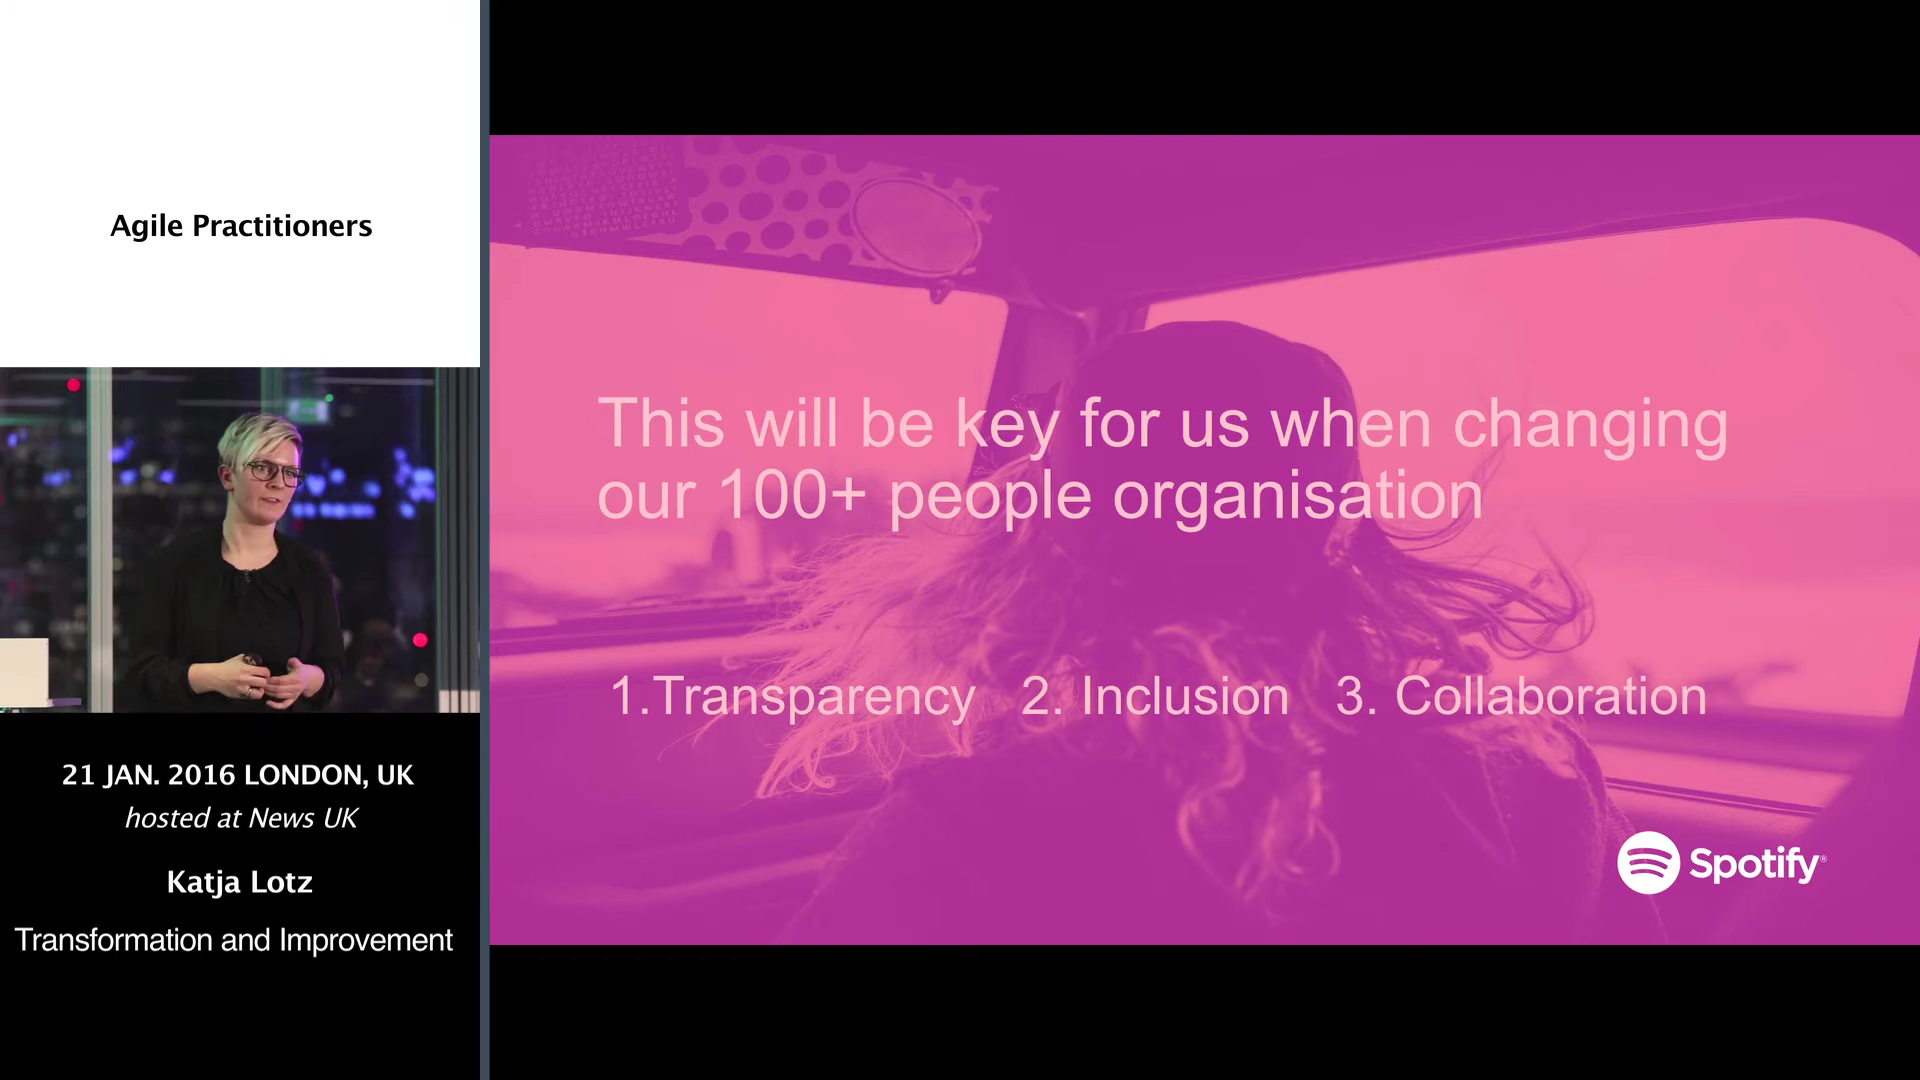 Agile Practitioners
21 JAN. 2016 LONDON, UK
hosted at News UK
Katja Lotz
Transformation and Improvement
This will be key for us when changing
our 100+ people organisation
1.Transparency 2. Inclusion 3. Collaboration
Spotify®